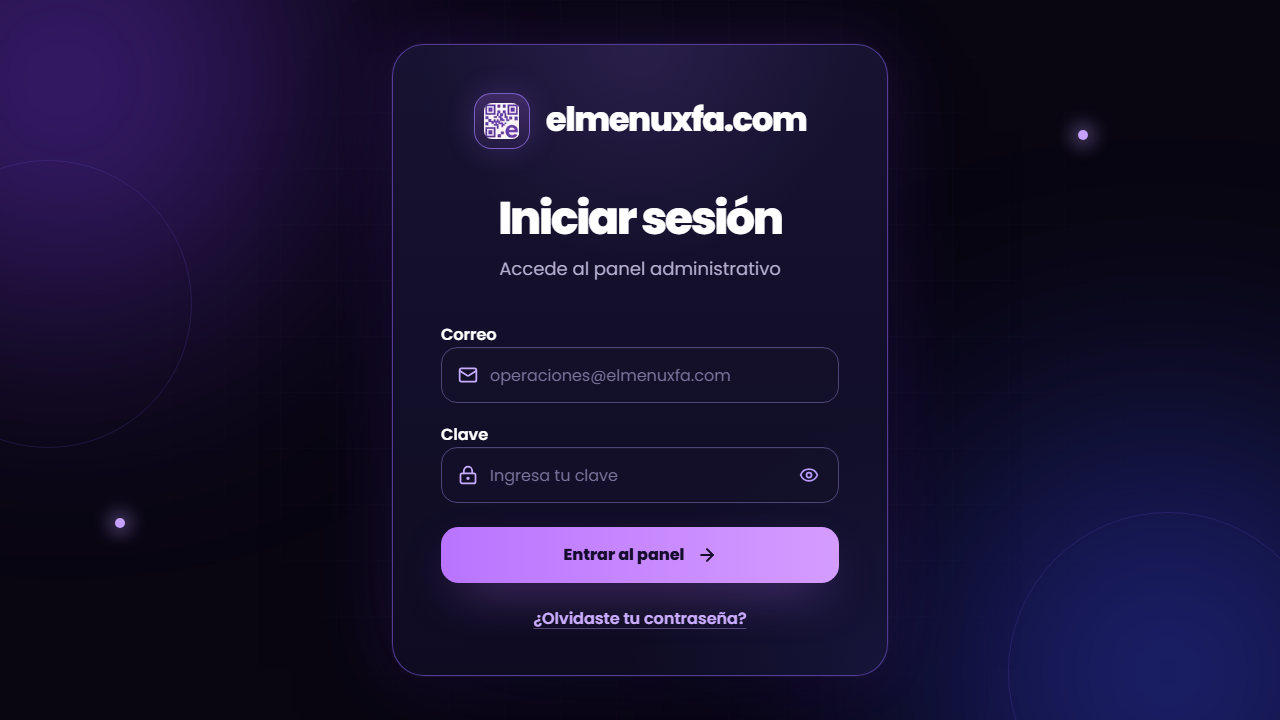 elmenuxfa.com
Iniciar sesión
Accede al panel administrativo
Correo
operaciones@elmenuxfa.com
Clave
Ingresa tu clave
Entrar al panel
¿Olvidaste tu contraseña?